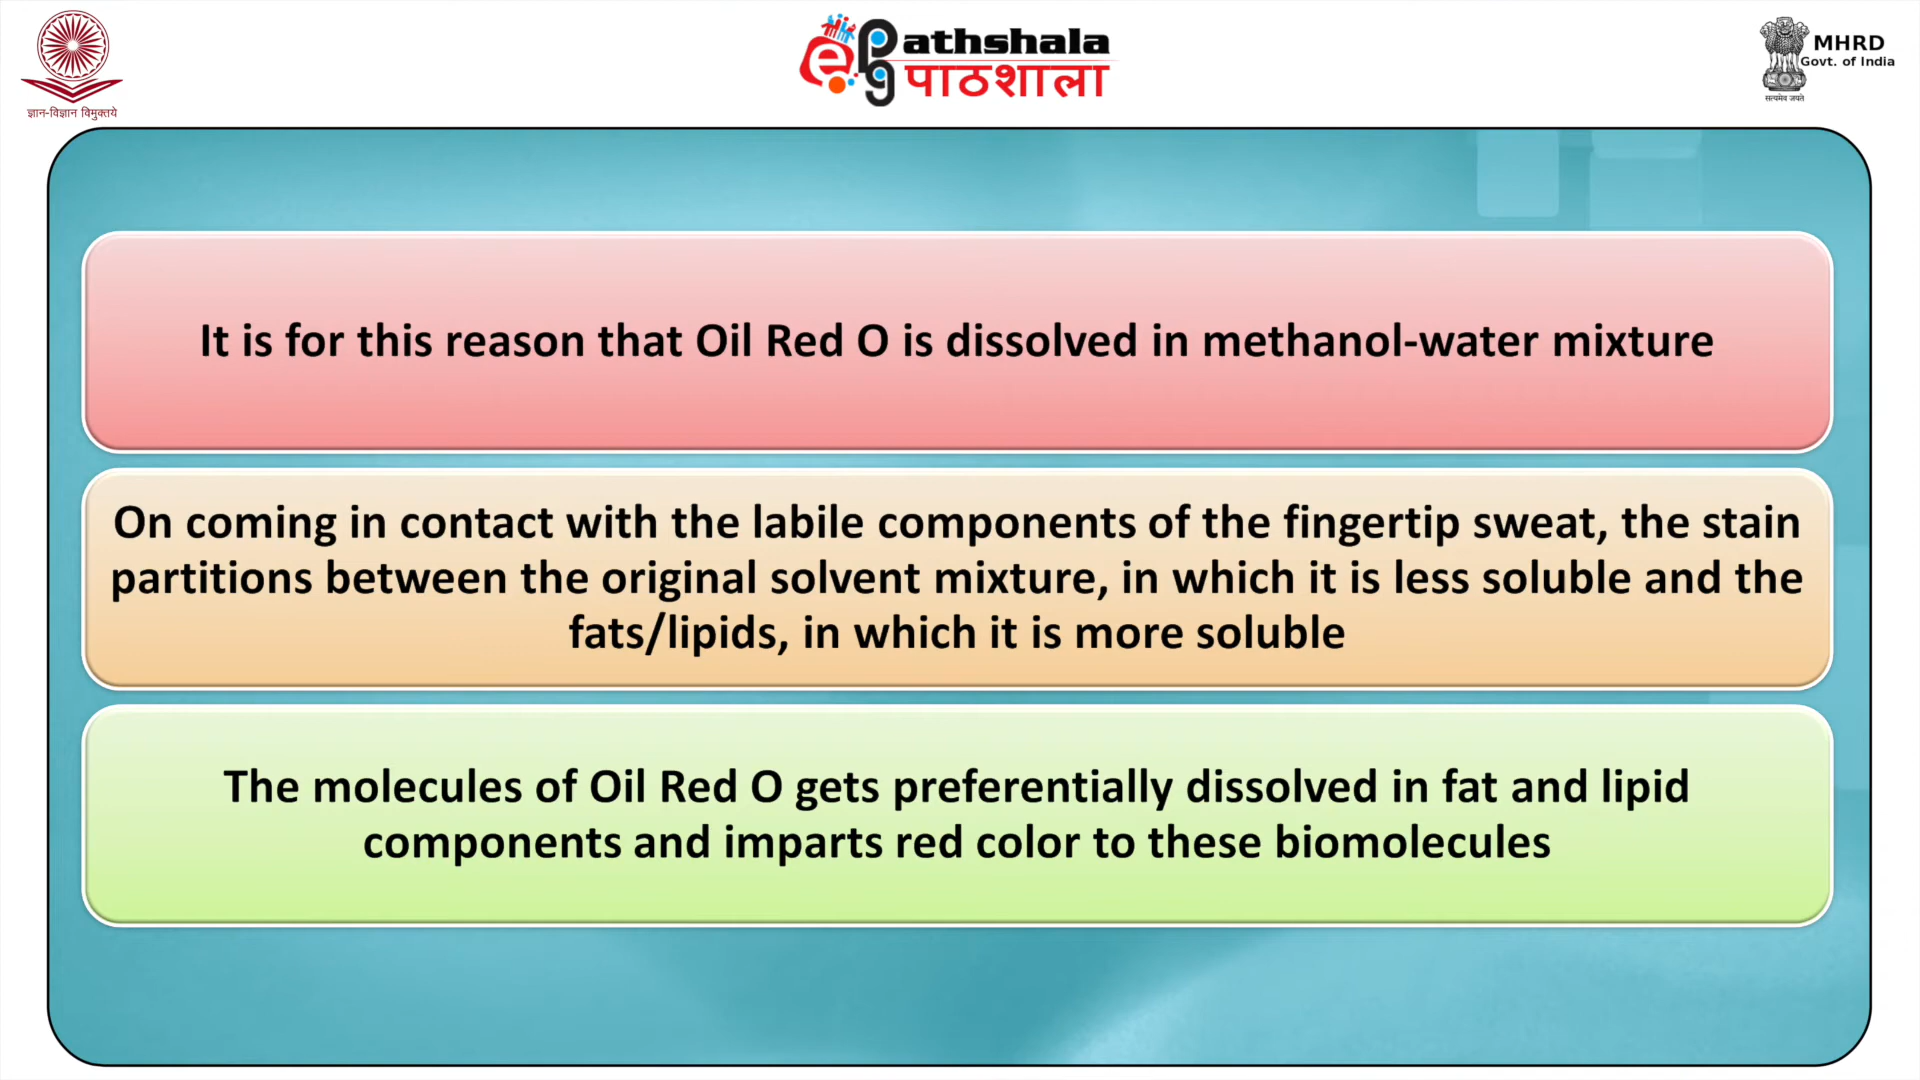 ज्ञान-विज्ञान विमुक्तये
e
pg
athshala
पाठशाला
MHRD
Govt. of India
सत्यमेव जयते
It is for this reason that Oil Red O is dissolved in methanol-water mixture
On coming in contact with the labile components of the fingertip sweat, the stain
partitions between the original solvent mixture, in which it is less soluble and the
fats/lipids, in which it is more soluble
The molecules of Oil Red O gets preferentially dissolved in fat and lipid
components and imparts red color to these biomolecules